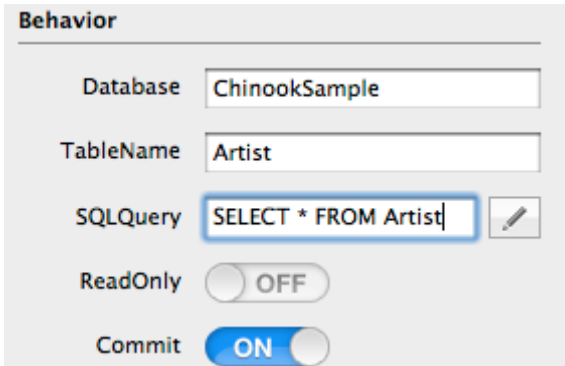 Behavior
Database ChinookSample
TableName Artist
SQLQuery SELECT * FROM Artist
ReadOnly OFF
Commit ON